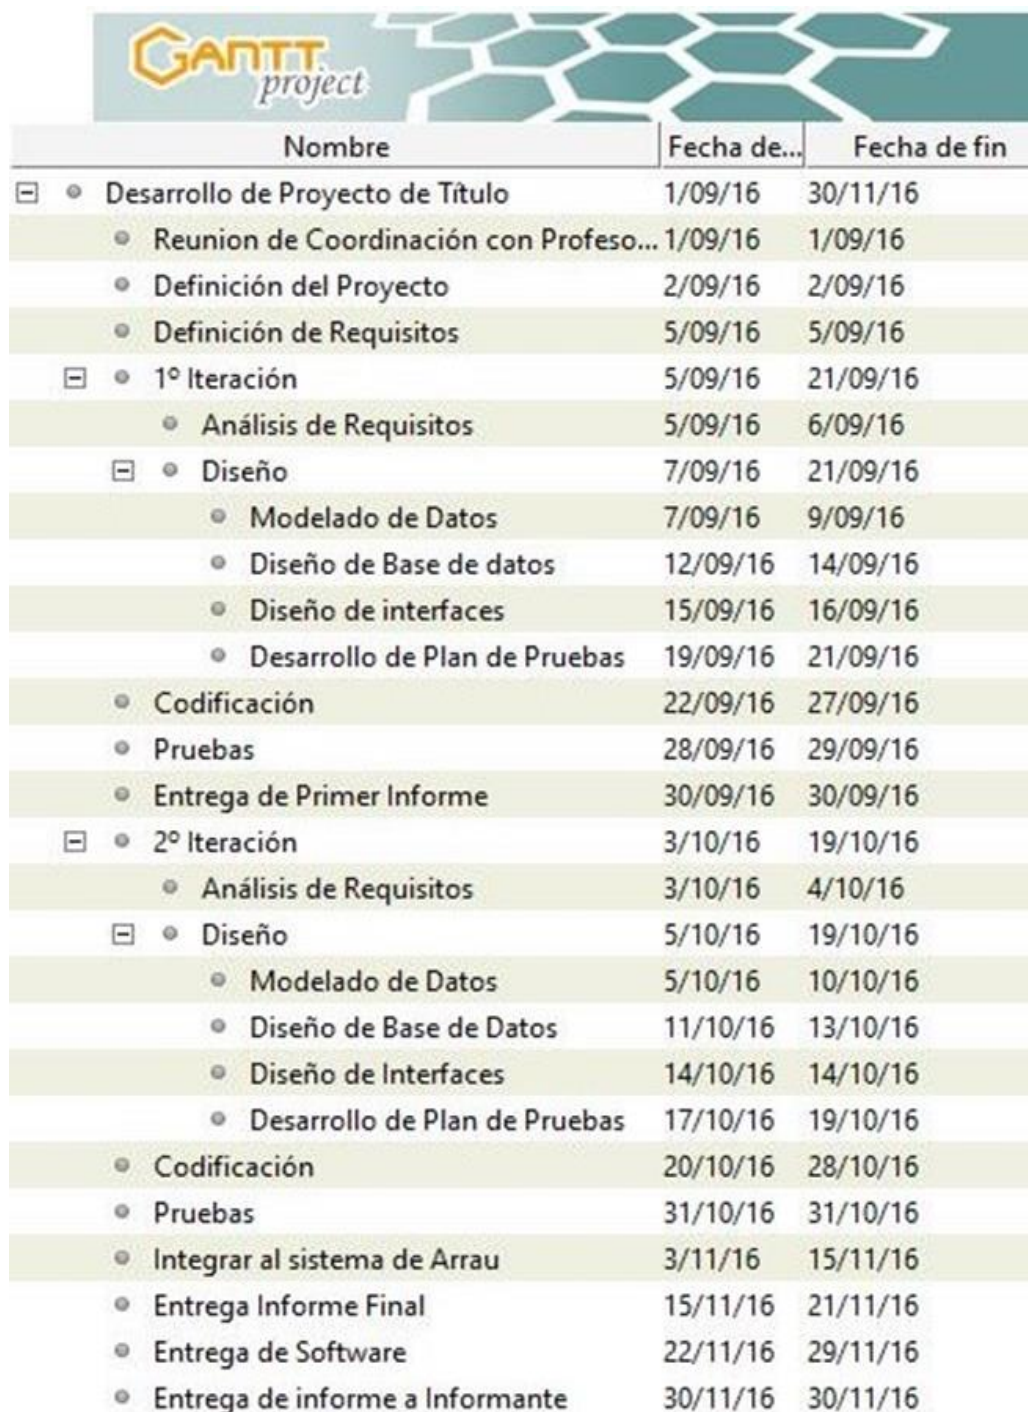 GANTT
project
Nombre Fecha de... Fecha de fin
Desarrollo de Proyecto de Título 1/09/16 30/11/16
Reunion de Coordinación con Profeso... 1/09/16 1/09/16
Definición del Proyecto 2/09/16 2/09/16
Definición de Requisitos 5/09/16 5/09/16
1º Iteración 5/09/16 21/09/16
Análisis de Requisitos 5/09/16 6/09/16
Diseño 7/09/16 21/09/16
Modelado de Datos 7/09/16 9/09/16
Diseño de Base de datos 12/09/16 14/09/16
Diseño de interfaces 15/09/16 16/09/16
Desarrollo de Plan de Pruebas 19/09/16 21/09/16
Codificación 22/09/16 27/09/16
Pruebas 28/09/16 29/09/16
Entrega de Primer Informe 30/09/16 30/09/16
2º Iteración 3/10/16 19/10/16
Análisis de Requisitos 3/10/16 4/10/16
Diseño 5/10/16 19/10/16
Modelado de Datos 5/10/16 10/10/16
Diseño de Base de Datos 11/10/16 13/10/16
Diseño de Interfaces 14/10/16 14/10/16
Desarrollo de Plan de Pruebas 17/10/16 19/10/16
Codificación 20/10/16 28/10/16
Pruebas 31/10/16 31/10/16
Integrar al sistema de Arrau 3/11/16 15/11/16
Entrega Informe Final 15/11/16 21/11/16
Entrega de Software 22/11/16 29/11/16
Entrega de informe a Informante 30/11/16 30/11/16